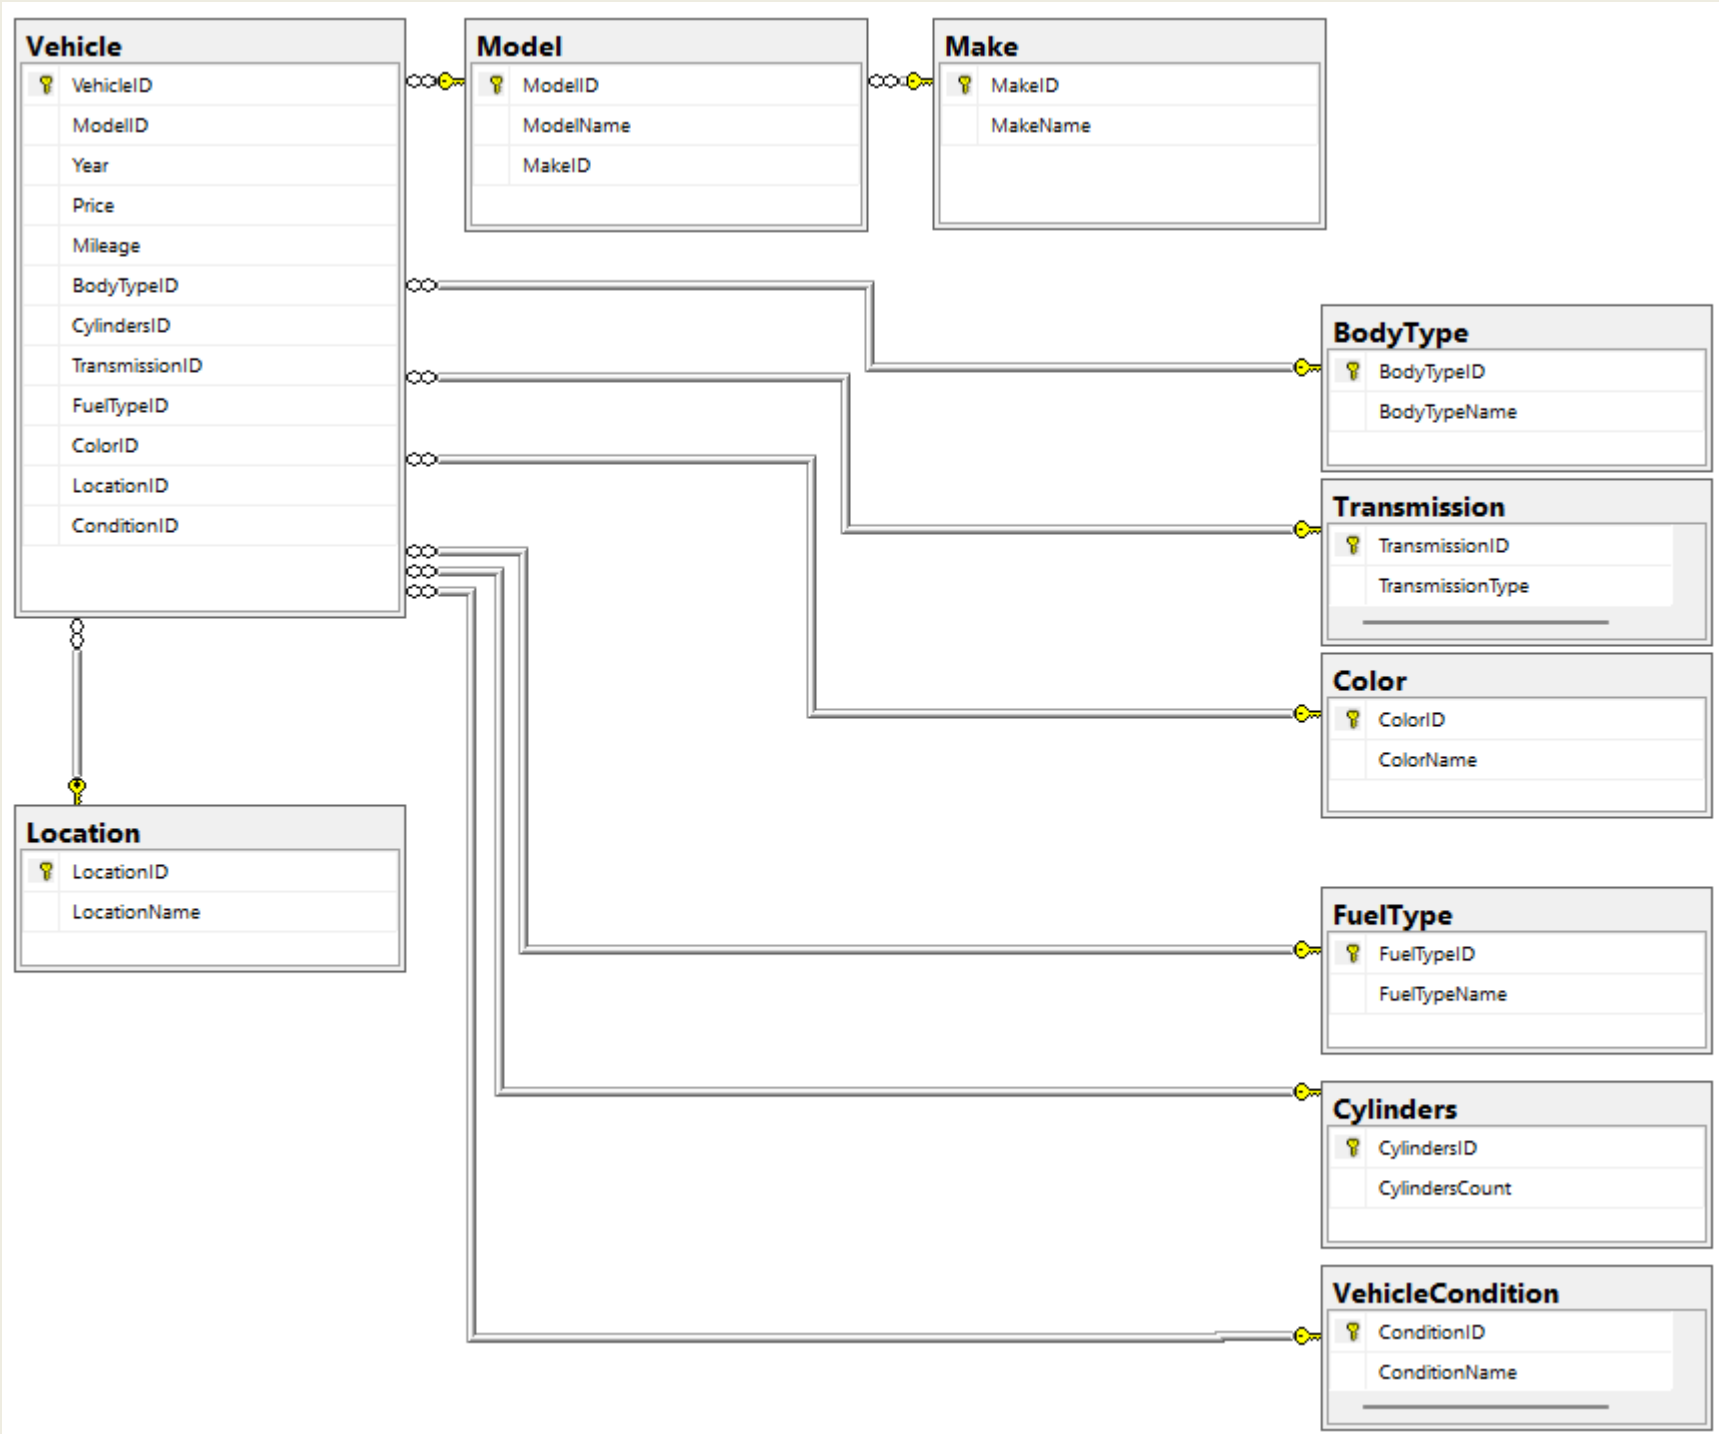 Vehicle
VehicleID
ModelID
Year
Price
Mileage
BodyTypeID
CylindersID
TransmissionID
FuelTypeID
ColorID
LocationID
ConditionID
Model
ModelID
ModelName
MakeID
Make
MakeID
MakeName
BodyType
BodyTypeID
BodyTypeName
Transmission
TransmissionID
TransmissionType
Color
ColorID
ColorName
Location
LocationID
LocationName
FuelType
FuelTypeID
FuelTypeName
Cylinders
CylindersID
CylindersCount
VehicleCondition
ConditionID
ConditionName